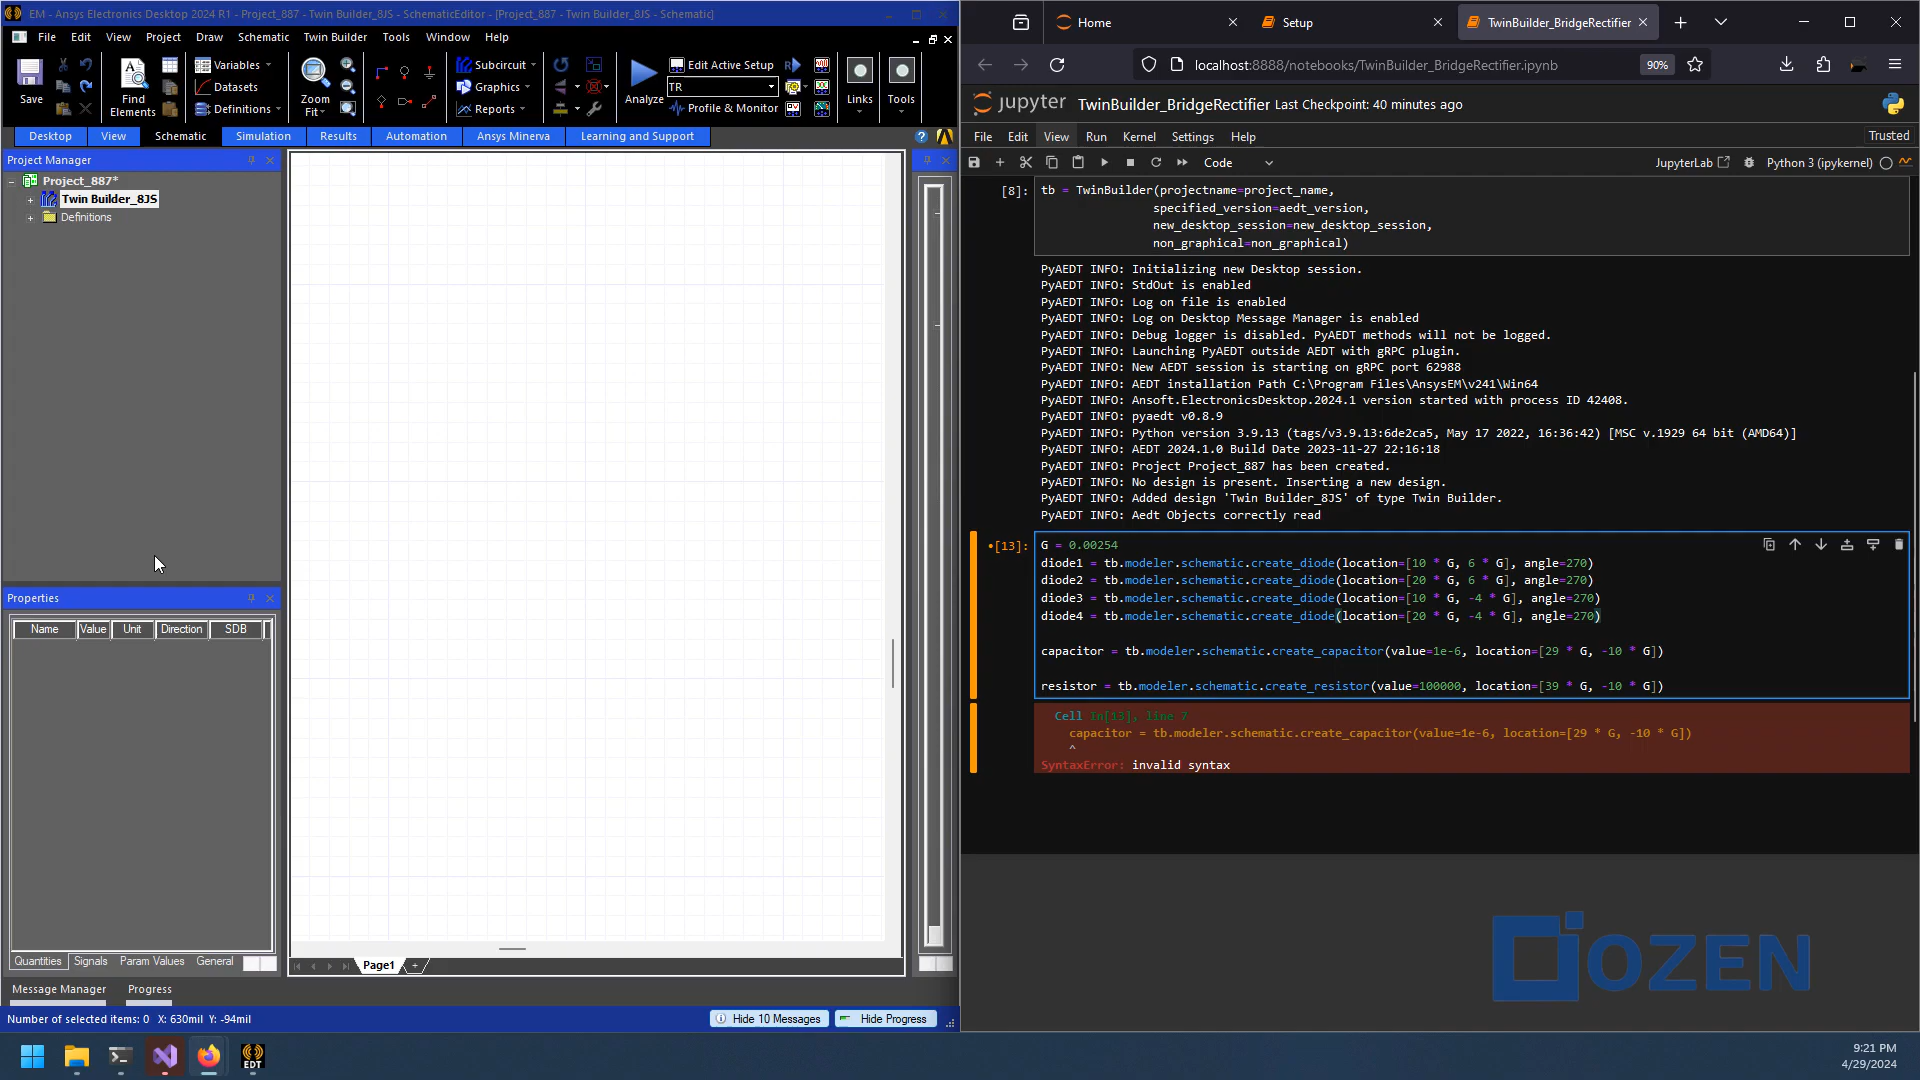 EM - Ansys Electronics Desktop 2024 R1 - Project_887 - Twin Builder_8JS - SchematicEditor - [Project_887 - Twin Builder_8JS - Schematic]
File Edit View Project Draw Schematic Twin Builder Tools Window Help
Save
Find Elements
Variables
Datasets
Definitions
Zoom Fit
Subcircuit
Graphics
Reports
Analyze
Edit Active Setup
TR
Profile & Monitor
Links
Tools
Desktop View Schematic Simulation Results Automation Ansys Minerva Learning and Support
Project Manager
Project_887*
Twin Builder_8JS
Definitions
Properties
Name Value Unit Direction SDB
Quantities Signals Param Values General
Page1
+
Message Manager Progress
Number of selected items: 0 X: 630mil Y: -94mil
Hide 10 Messages
Hide Progress
EDT
Home
Setup
TwinBuilder_BridgeRectifier
localhost:8888/notebooks/TwinBuilder_BridgeRectifier.ipynb
90%
jupyter TwinBuilder_BridgeRectifier Last Checkpoint: 40 minutes ago
File Edit View Run Kernel Settings Help
Trusted
Code
JupyterLab
Python 3 (ipykernel)
[8]: tb = TwinBuilder(projectname=project_name,
specified_version=aedt_version,
new_desktop_session=new_desktop_session,
non_graphical=non_graphical)
PyAEDT INFO: Initializing new Desktop session.
PyAEDT INFO: StdOut is enabled
PyAEDT INFO: Log on file is enabled
PyAEDT INFO: Log on Desktop Message Manager is enabled
PyAEDT INFO: Debug logger is disabled. PyAEDT methods will not be logged.
PyAEDT INFO: Launching PyAEDT outside AEDT with gRPC plugin.
PyAEDT INFO: New AEDT session is starting on gRPC port 62988
PyAEDT INFO: AEDT installation Path C:\Program Files\AnsysEM\v241\Win64
PyAEDT INFO: Ansoft.ElectronicsDesktop.2024.1 version started with process ID 42408.
PyAEDT INFO: pyaedt v0.8.9
PyAEDT INFO: Python version 3.9.13 (tags/v3.9.13:6de2ca5, May 17 2022, 16:36:42) [MSC v.1929 64 bit (AMD64)]
PyAEDT INFO: AEDT 2024.1.0 Build Date 2023-11-27 22:16:18
PyAEDT INFO: Project Project_887 has been created.
PyAEDT INFO: No design is present. Inserting a new design.
PyAEDT INFO: Added design 'Twin Builder_8JS' of type Twin Builder.
PyAEDT INFO: Aedt Objects correctly read
•[13]: G = 0.00254
diode1 = tb.modeler.schematic.create_diode(location=[10 * G, 6 * G], angle=270)
diode2 = tb.modeler.schematic.create_diode(location=[20 * G, 6 * G], angle=270)
diode3 = tb.modeler.schematic.create_diode(location=[10 * G, -4 * G], angle=270)
diode4 = tb.modeler.schematic.create_diode(location=[20 * G, -4 * G], angle=270)
capacitor = tb.modeler.schematic.create_capacitor(value=1e-6, location=[29 * G, -10 * G])
resistor = tb.modeler.schematic.create_resistor(value=100000, location=[39 * G, -10 * G])
Cell In[13], line 7
capacitor = tb.modeler.schematic.create_capacitor(value=1e-6, location=[29 * G, -10 * G])
^
SyntaxError: invalid syntax
OZEN
9:21 PM
4/29/2024